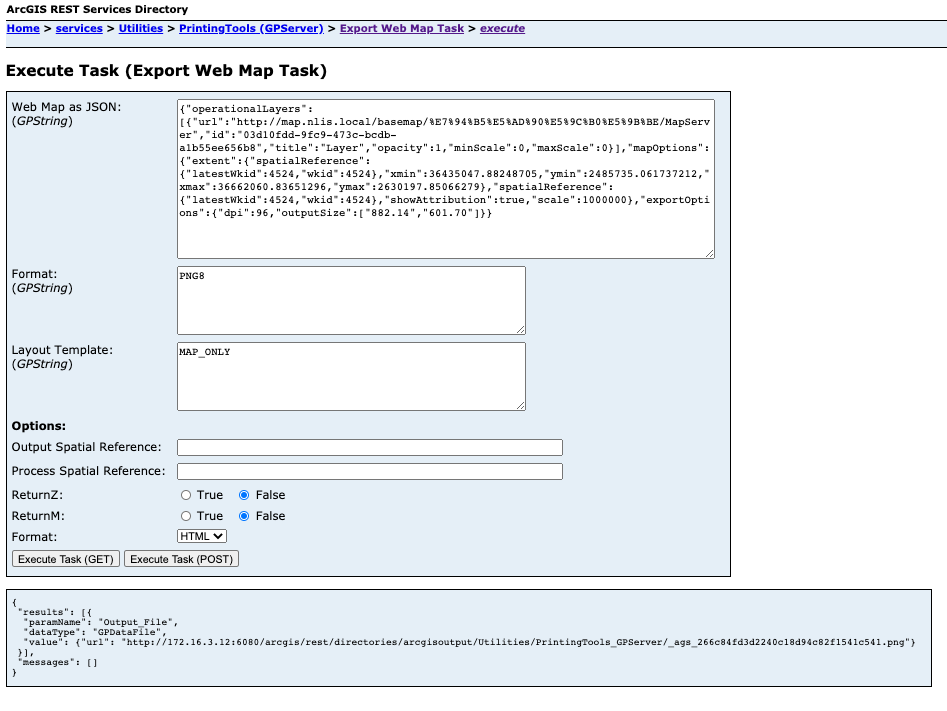 ArcGIS REST Services Directory
Home > services > Utilities > PrintingTools (GPServer) > Export Web Map Task > execute
Execute Task (Export Web Map Task)
Web Map as JSON:
(GPString)
{"operationalLayers":
[{"url":"http://map.nlis.local/basemap/%E7%94%B5%E5%AD%90%E5%9C%B0%E5%9B%BE/MapServ
er","id":"03d10fdd-9fc9-473c-bcdb-
a1b55ee656b8","title":"Layer","opacity":1,"minScale":0,"maxScale":0}],"mapOptions":
{"extent":{"spatialReference":
{"latestWkid":4524,"wkid":4524},"xmin":36435047.88248705,"ymin":2485735.061737212,"
xmax":36662060.83651296,"ymax":2630197.85066279},"spatialReference":
{"latestWkid":4524,"wkid":4524},"showAttribution":true,"scale":1000000},"exportOpti
ons":{"dpi":96,"outputSize":["882.14","601.70"]}}
Format:
(GPString)
PNG8
Layout Template:
(GPString)
MAP_ONLY
Options:
Output Spatial Reference:
Process Spatial Reference:
ReturnZ: True False
ReturnM: True False
Format: HTML
Execute Task (GET) Execute Task (POST)
{
"results": [{
"paramName": "Output_File",
"dataType": "GPDataFile",
"value": {"url": "http://172.16.3.12:6080/arcgis/rest/directories/arcgisoutput/Utilities/PrintingTools_GPServer/_ags_266c84fd3d2240c18d94c82f1541c541.png"}
}],
"messages": []
}